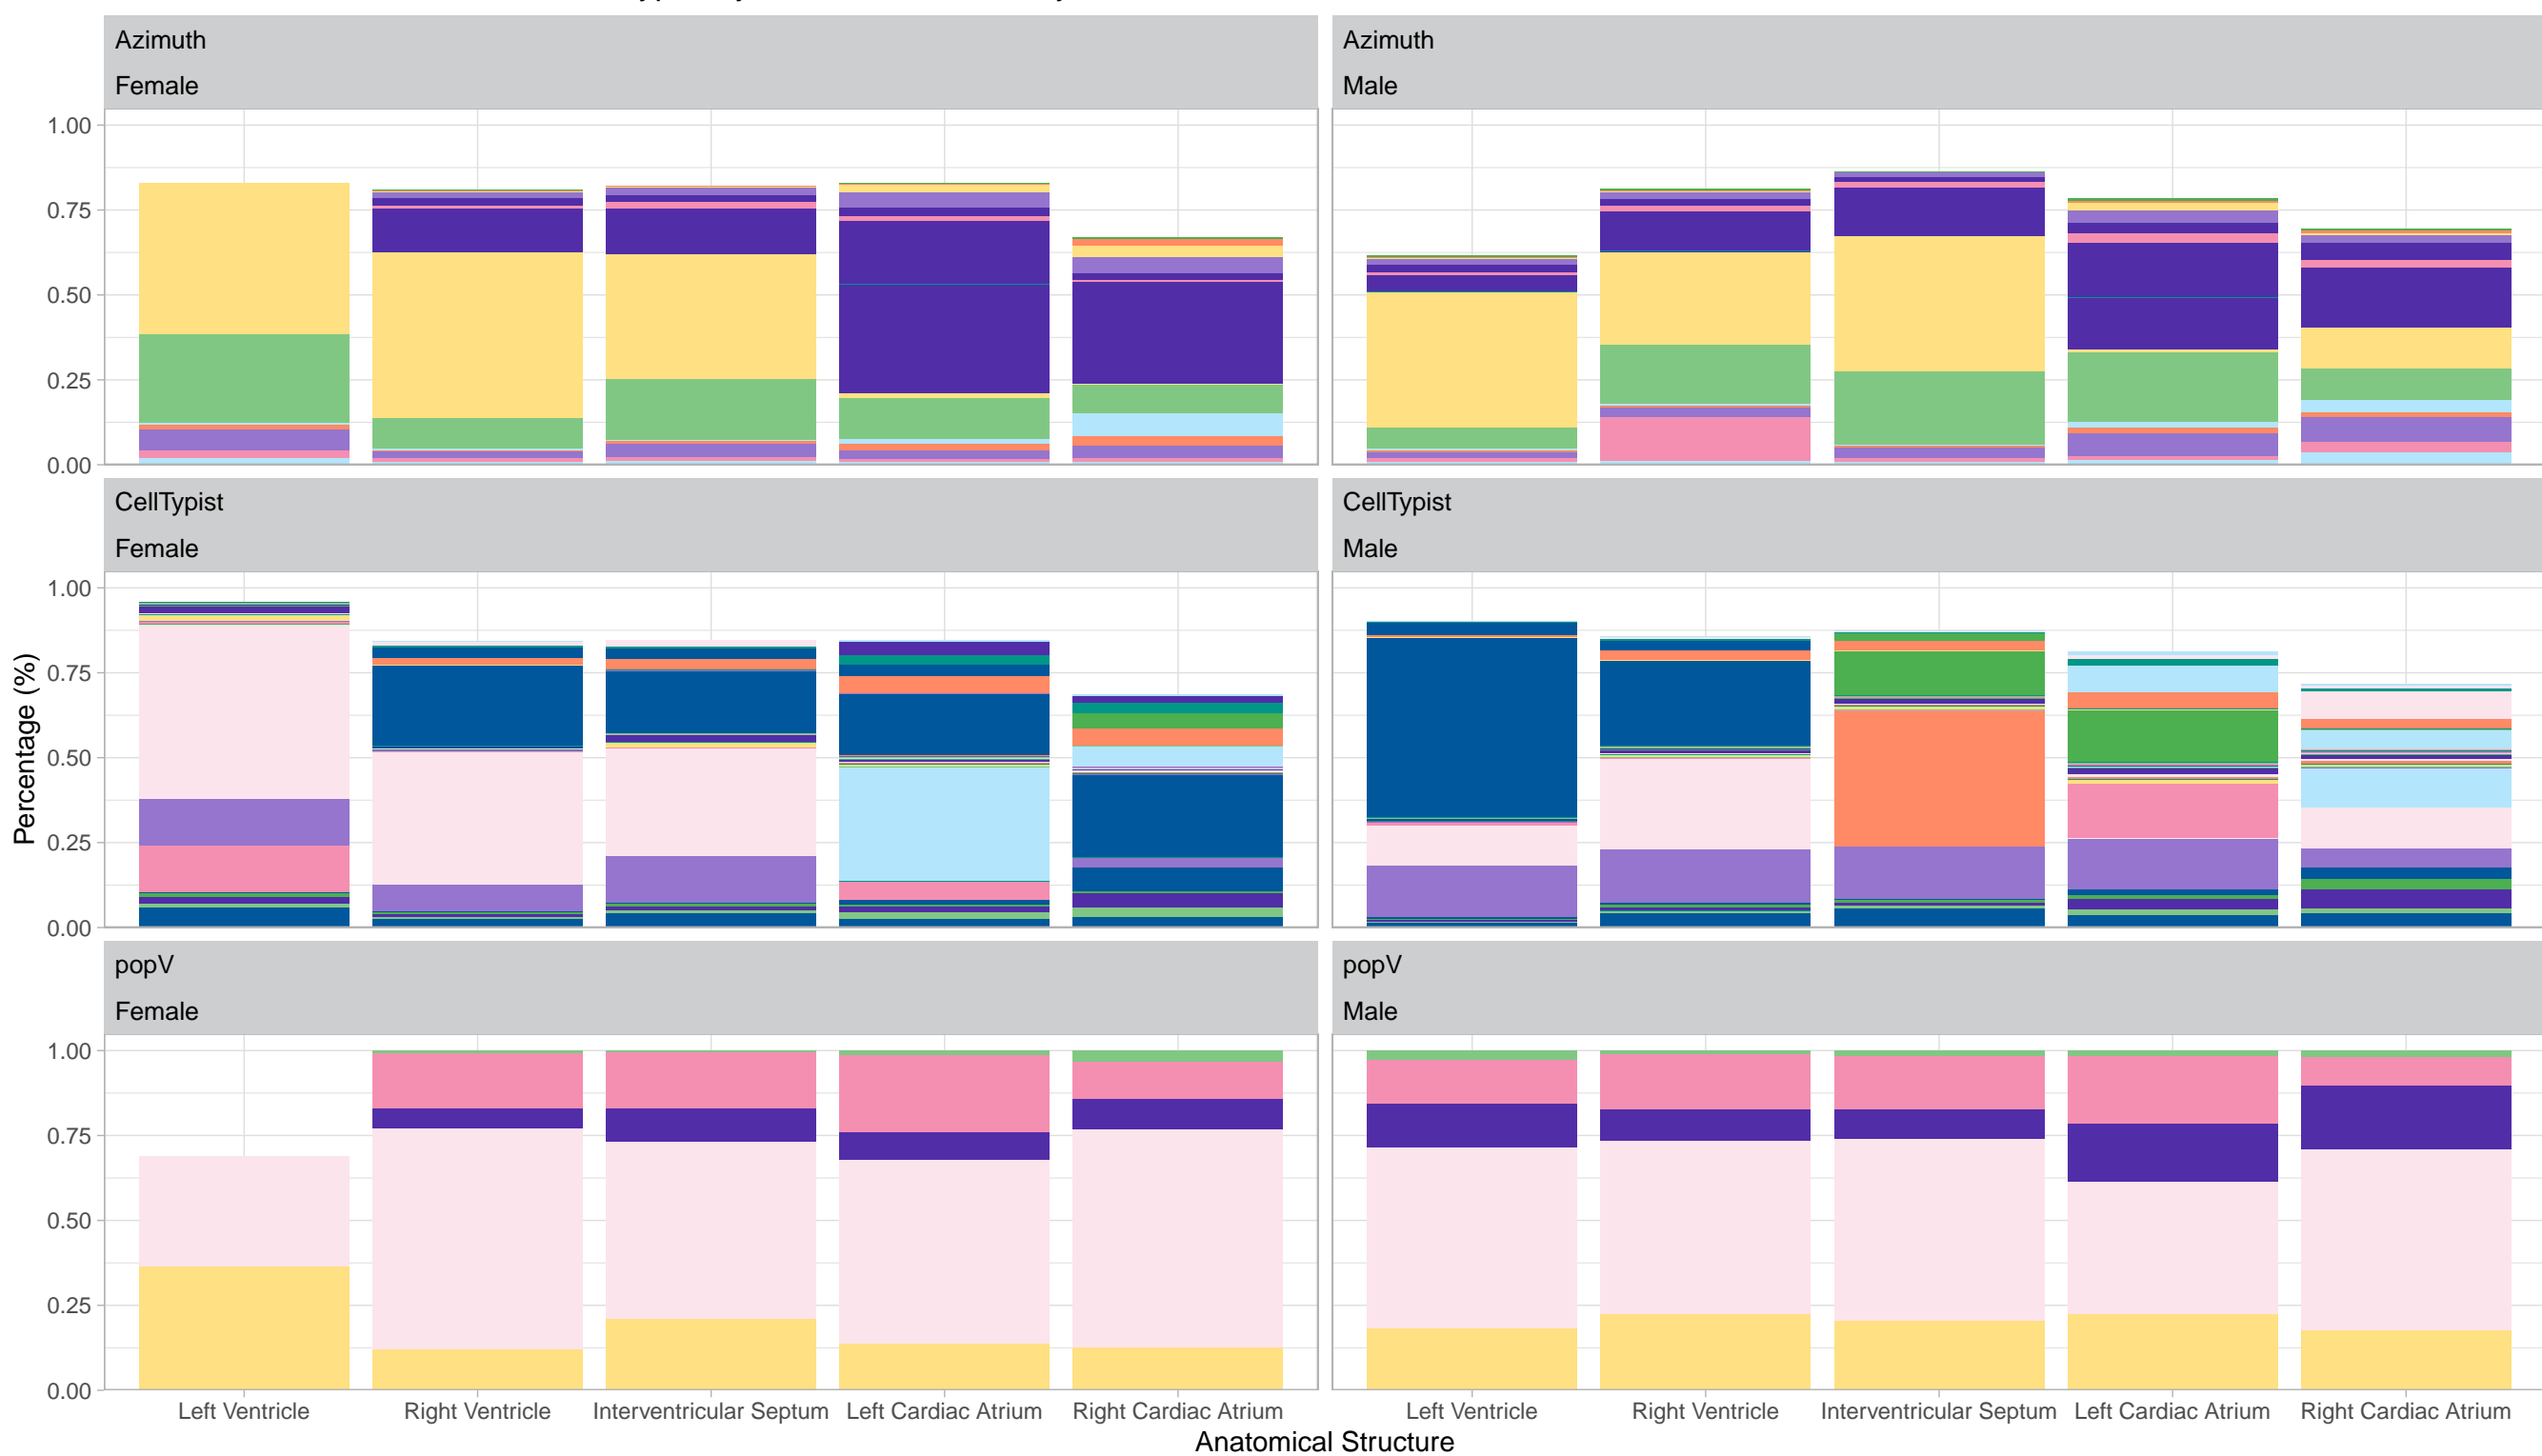 Azimuth
Female
Azimuth
Male
1.00
0.75
0.50
0.25
0.00
CellTypist
Female
CellTypist
Male
1.00
0.75
0.50
0.25
0.00
popV
Female
popV
Male
1.00
0.75
0.50
0.25
0.00
Percentage (%)
Left Ventricle Right Ventricle Interventricular Septum Left Cardiac Atrium Right Cardiac Atrium
Left Ventricle Right Ventricle Interventricular Septum Left Cardiac Atrium Right Cardiac Atrium
Anatomical Structure